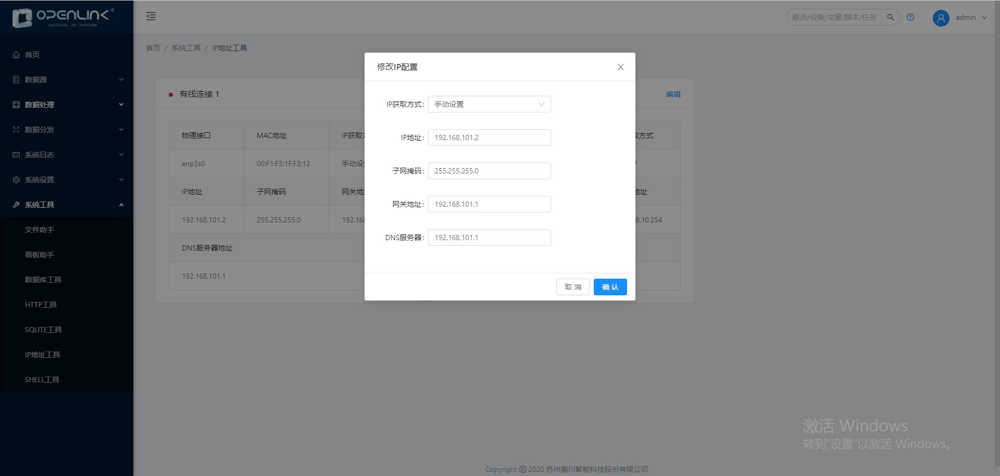 OPENLINK®
INDUSTRIAL IOT PLATFORM
驱动/设备/变量/脚本/任务
admin
首页
数据源
数据处理
数据分发
系统日志
系统设置
系统工具
文件助手
看板助手
数据库工具
HTTP工具
SQLITE工具
IP地址工具
SHELL工具
首页 / 系统工具 / IP地址工具
有线连接 1
编辑
物理接口 MAC地址 IP获取方 方式
enp3s0 00:F1:F3:1F:F3:12 手动设
IP地址 子网掩码 网关地 地址
192.168.101.2 255.255.255.0 192.16 8.10.254
DNS服务器地址
192.168.101.1
修改IP配置
IP获取方式: 手动设置
IP地址: 192.168.101.2
子网掩码: 255.255.255.0
网关地址: 192.168.101.1
DNS服务器: 192.168.101.1
取 消 确 认
激活 Windows
转到"设置"以激活 Windows。
Copyright © 2020 苏州瀚川智能科技股份有限公司